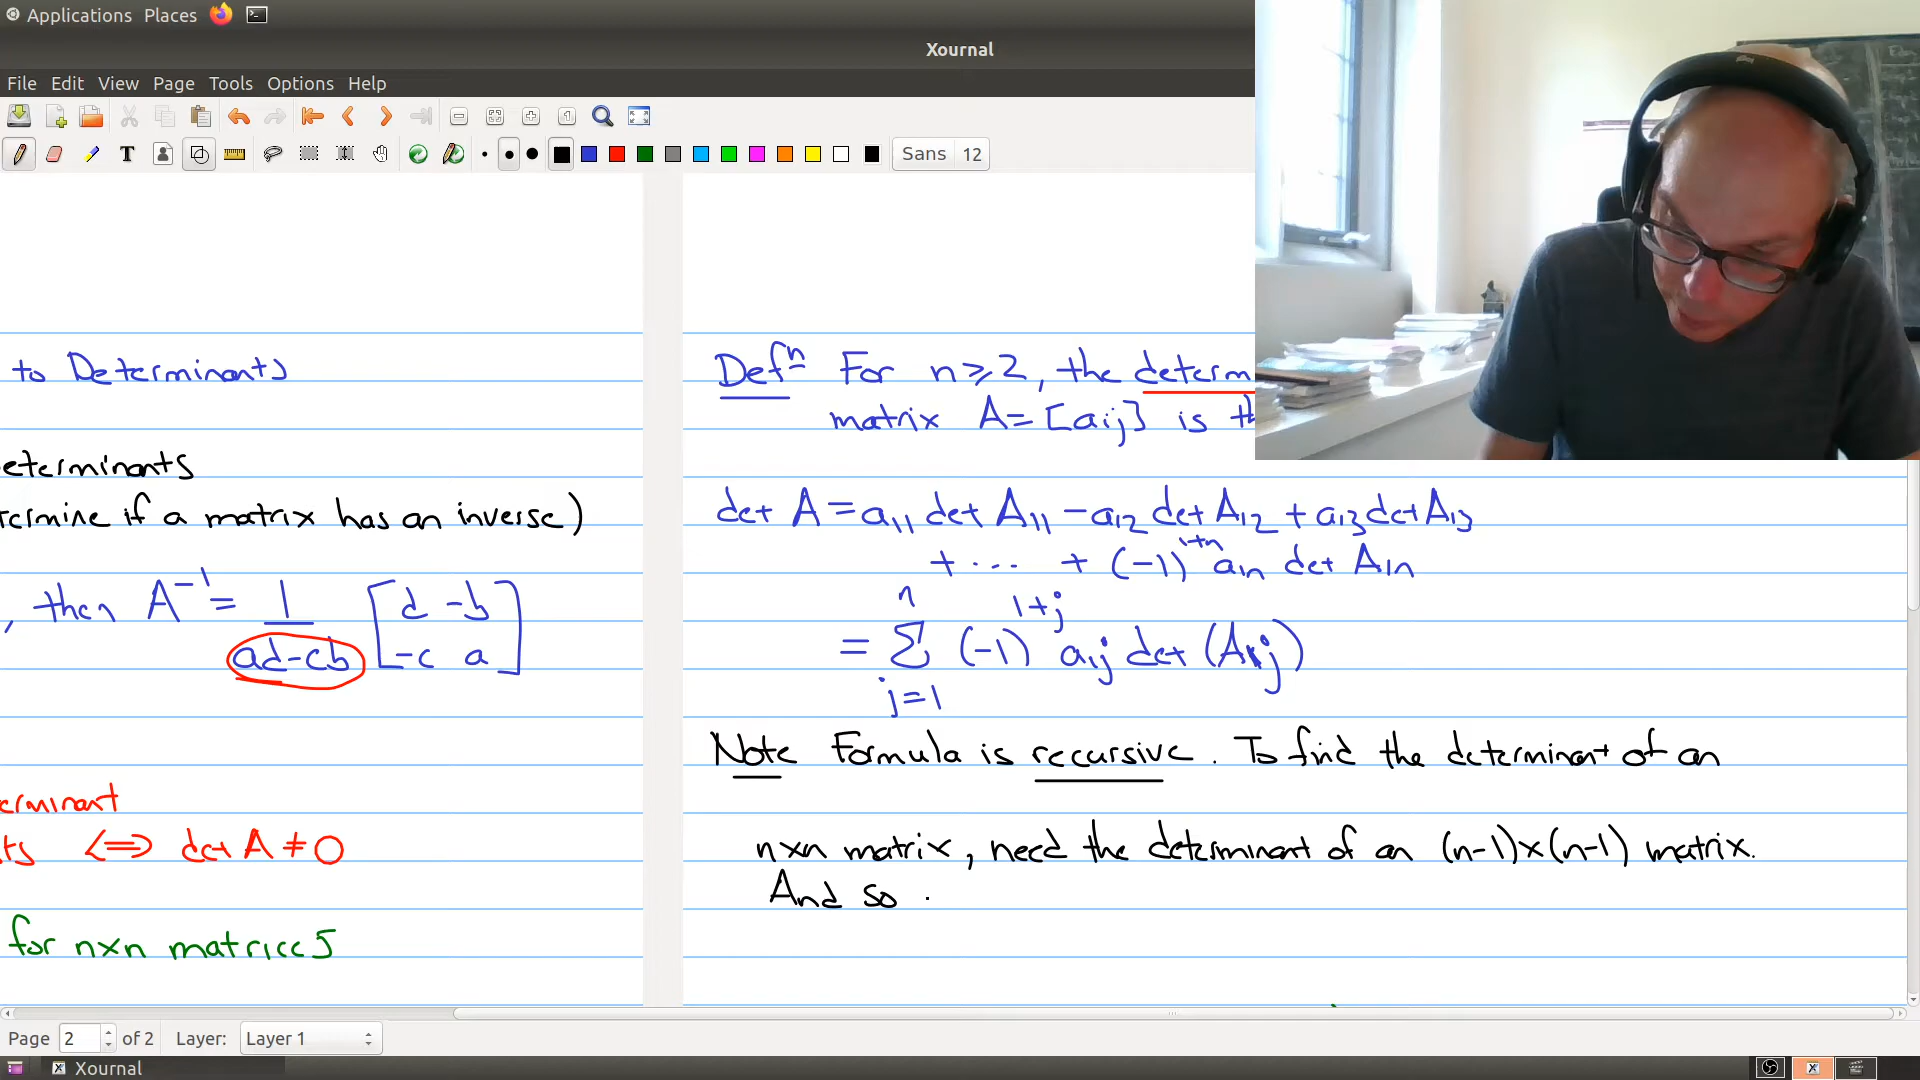 Applications Places
Xournal
File Edit View Page Tools Options Help
Sans 12
to Determinants
eterminants
termine if a matrix has an inverse)
, then A⁻¹ = 1/(ad-cb) [d -b; -c a]
erminant
ts ⟺ det A ≠ 0
for n×n matrices
Defⁿ For n⩾2, the determ
matrix A = [aij] is th
det A = a11 det A11 - a12 det A12 + a13 det A13
+ ··· + (-1)^(1+n) a1n det A1n
= Σ_{j=1}^{n} (-1)^(1+j) a1j det (A1j)
Note Formula is recursive. To find the determinant of an
n×n matrix, need the determinant of an (n-1)×(n-1) matrix.
And so .
Page 2 of 2 Layer: Layer 1
Xournal